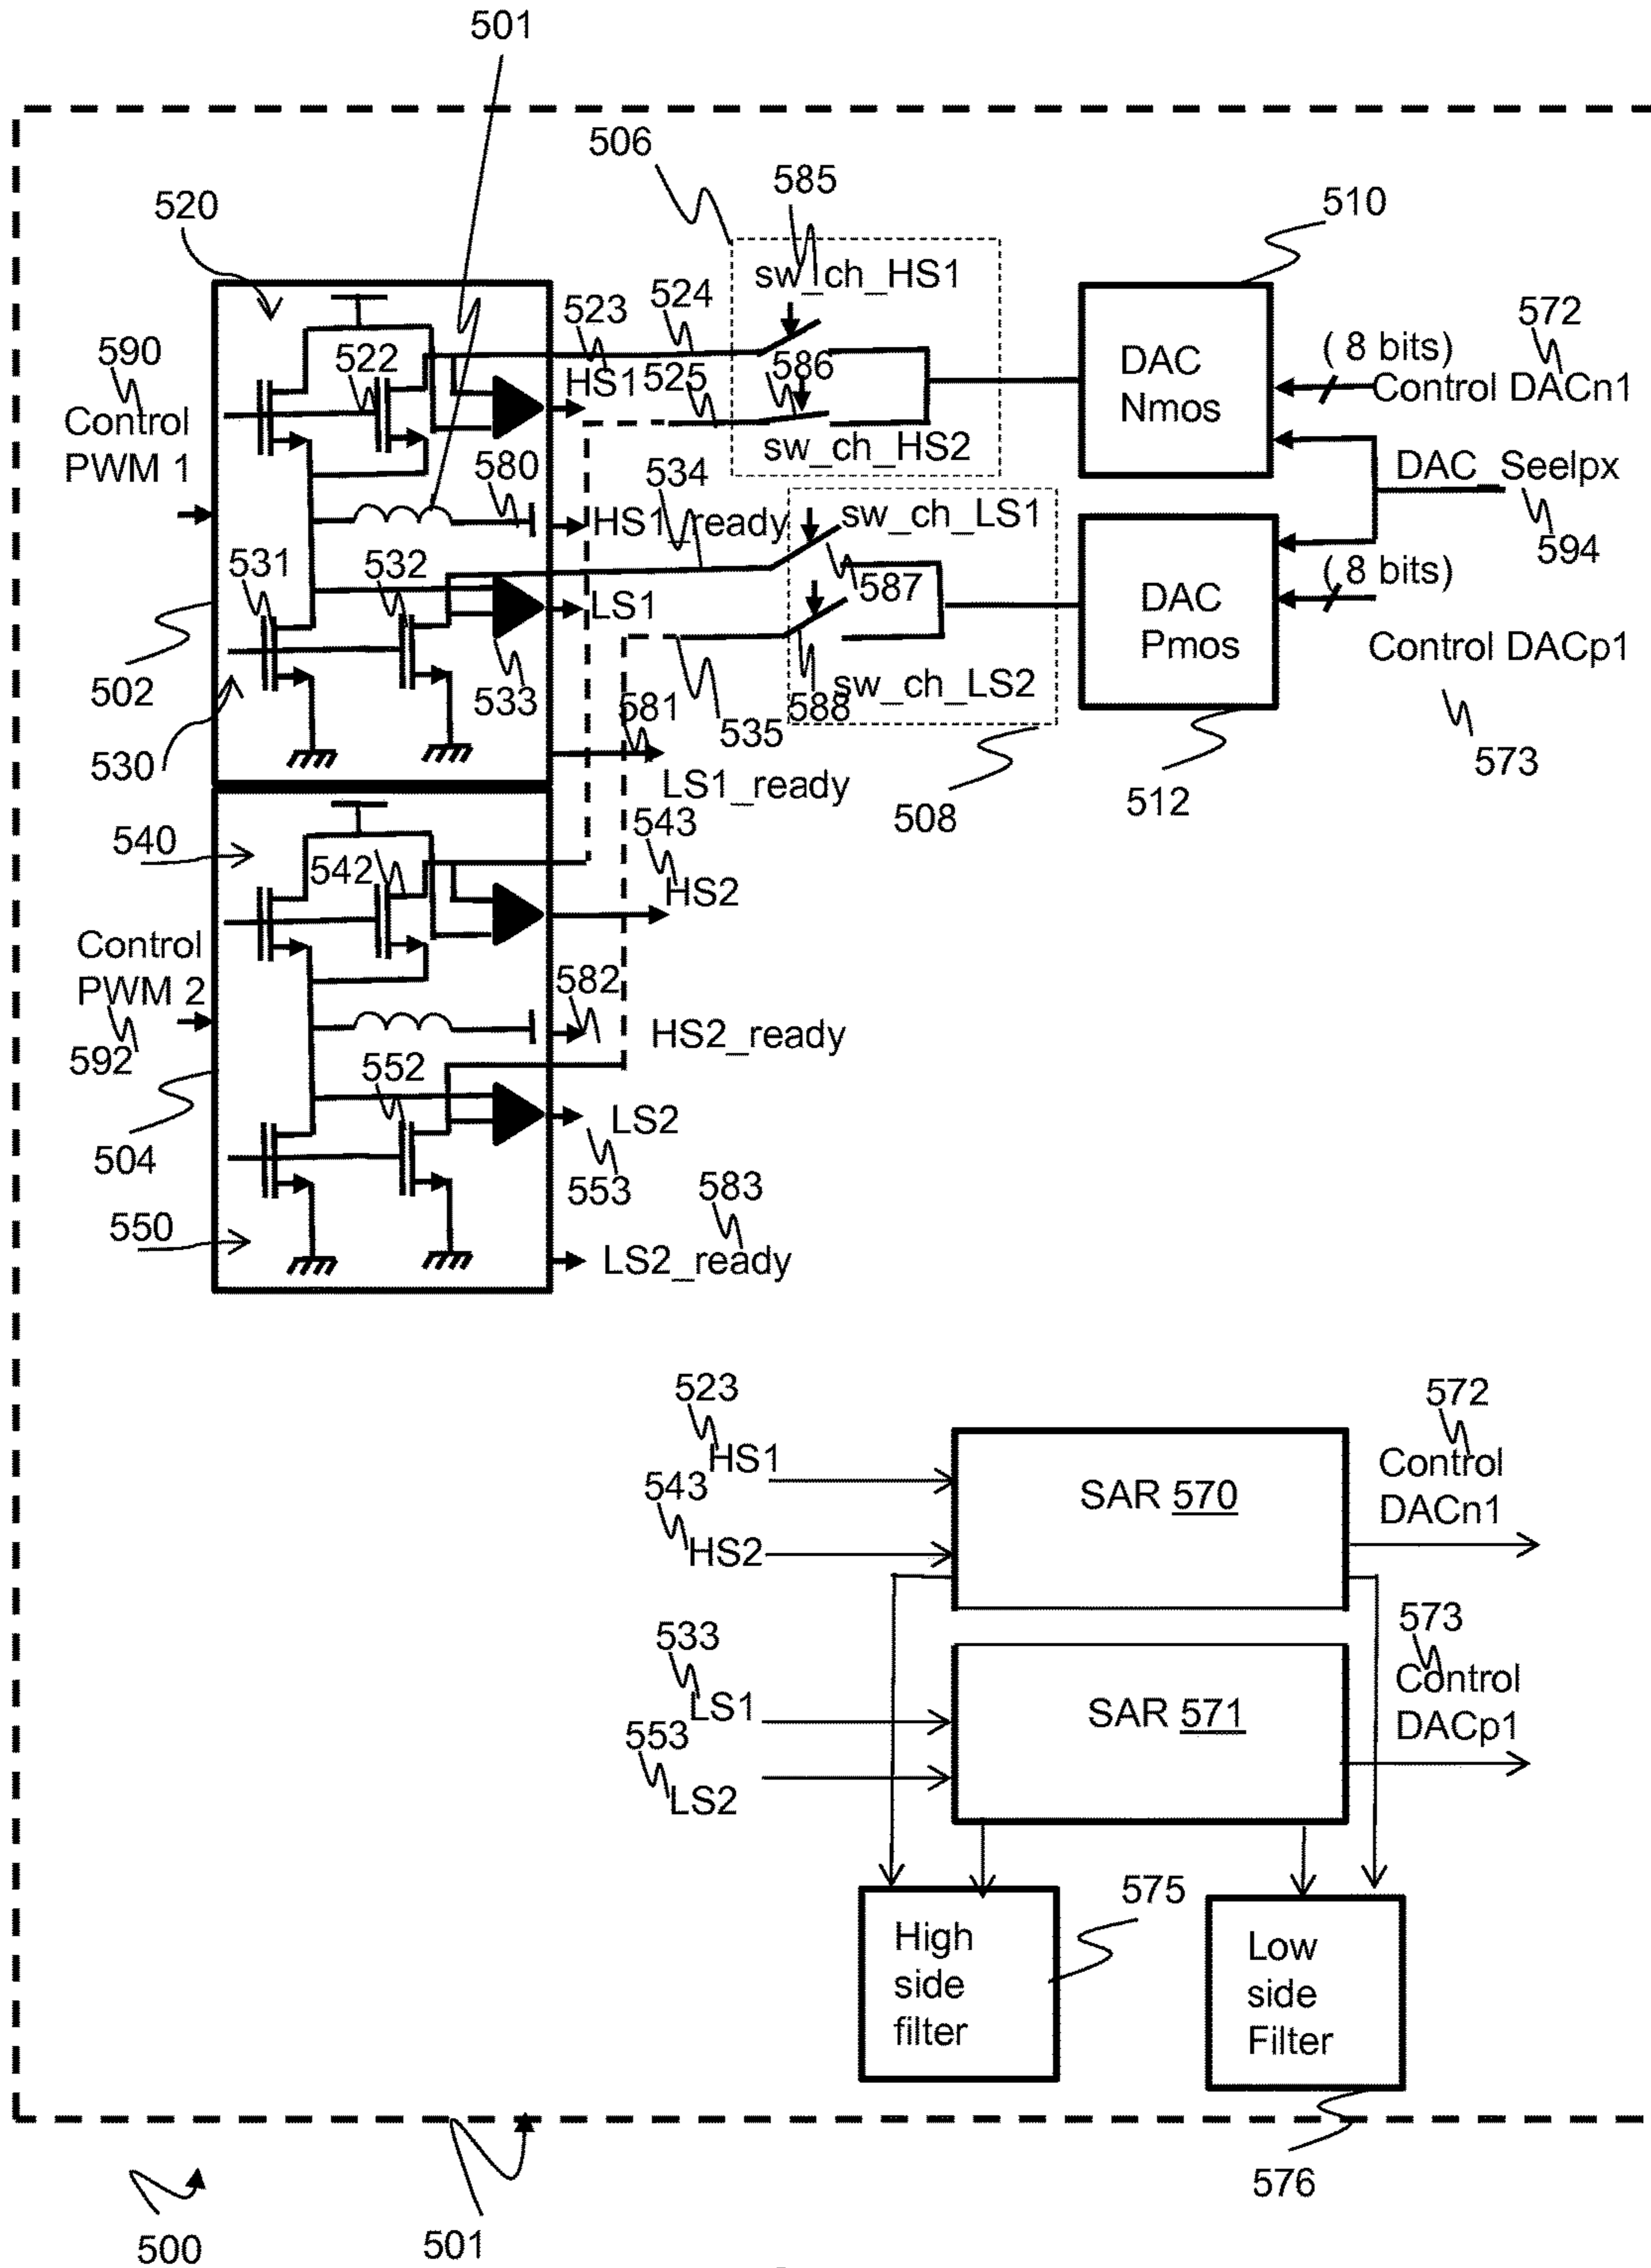 501
506
585
520
510
sw_ch_HS1
524
523
572
590
522
( 8 bits)
DAC
Nmos
HS1
525
586
Control DACn1
Control
PWM 1
sw_ch_HS2
580
534
DAC_Seelpx
HS1_ready
sw_ch_LS1
594
531
532
587
( 8 bits)
LS1
DAC
Pmos
Control DACp1
502
533
581
535
588
sw_ch_LS2
530
573
LS1_ready
512
508
540
543
542
HS2
Control
PWM 2
582
592
HS2_ready
552
LS2
504
553
583
550
LS2_ready
523
572
HS1
Control
DACn1
543
SAR 570
HS2
573
533
Control
DACp1
LS1
SAR 571
553
LS2
575
High
side
filter
Low
side
Filter
576
500
501